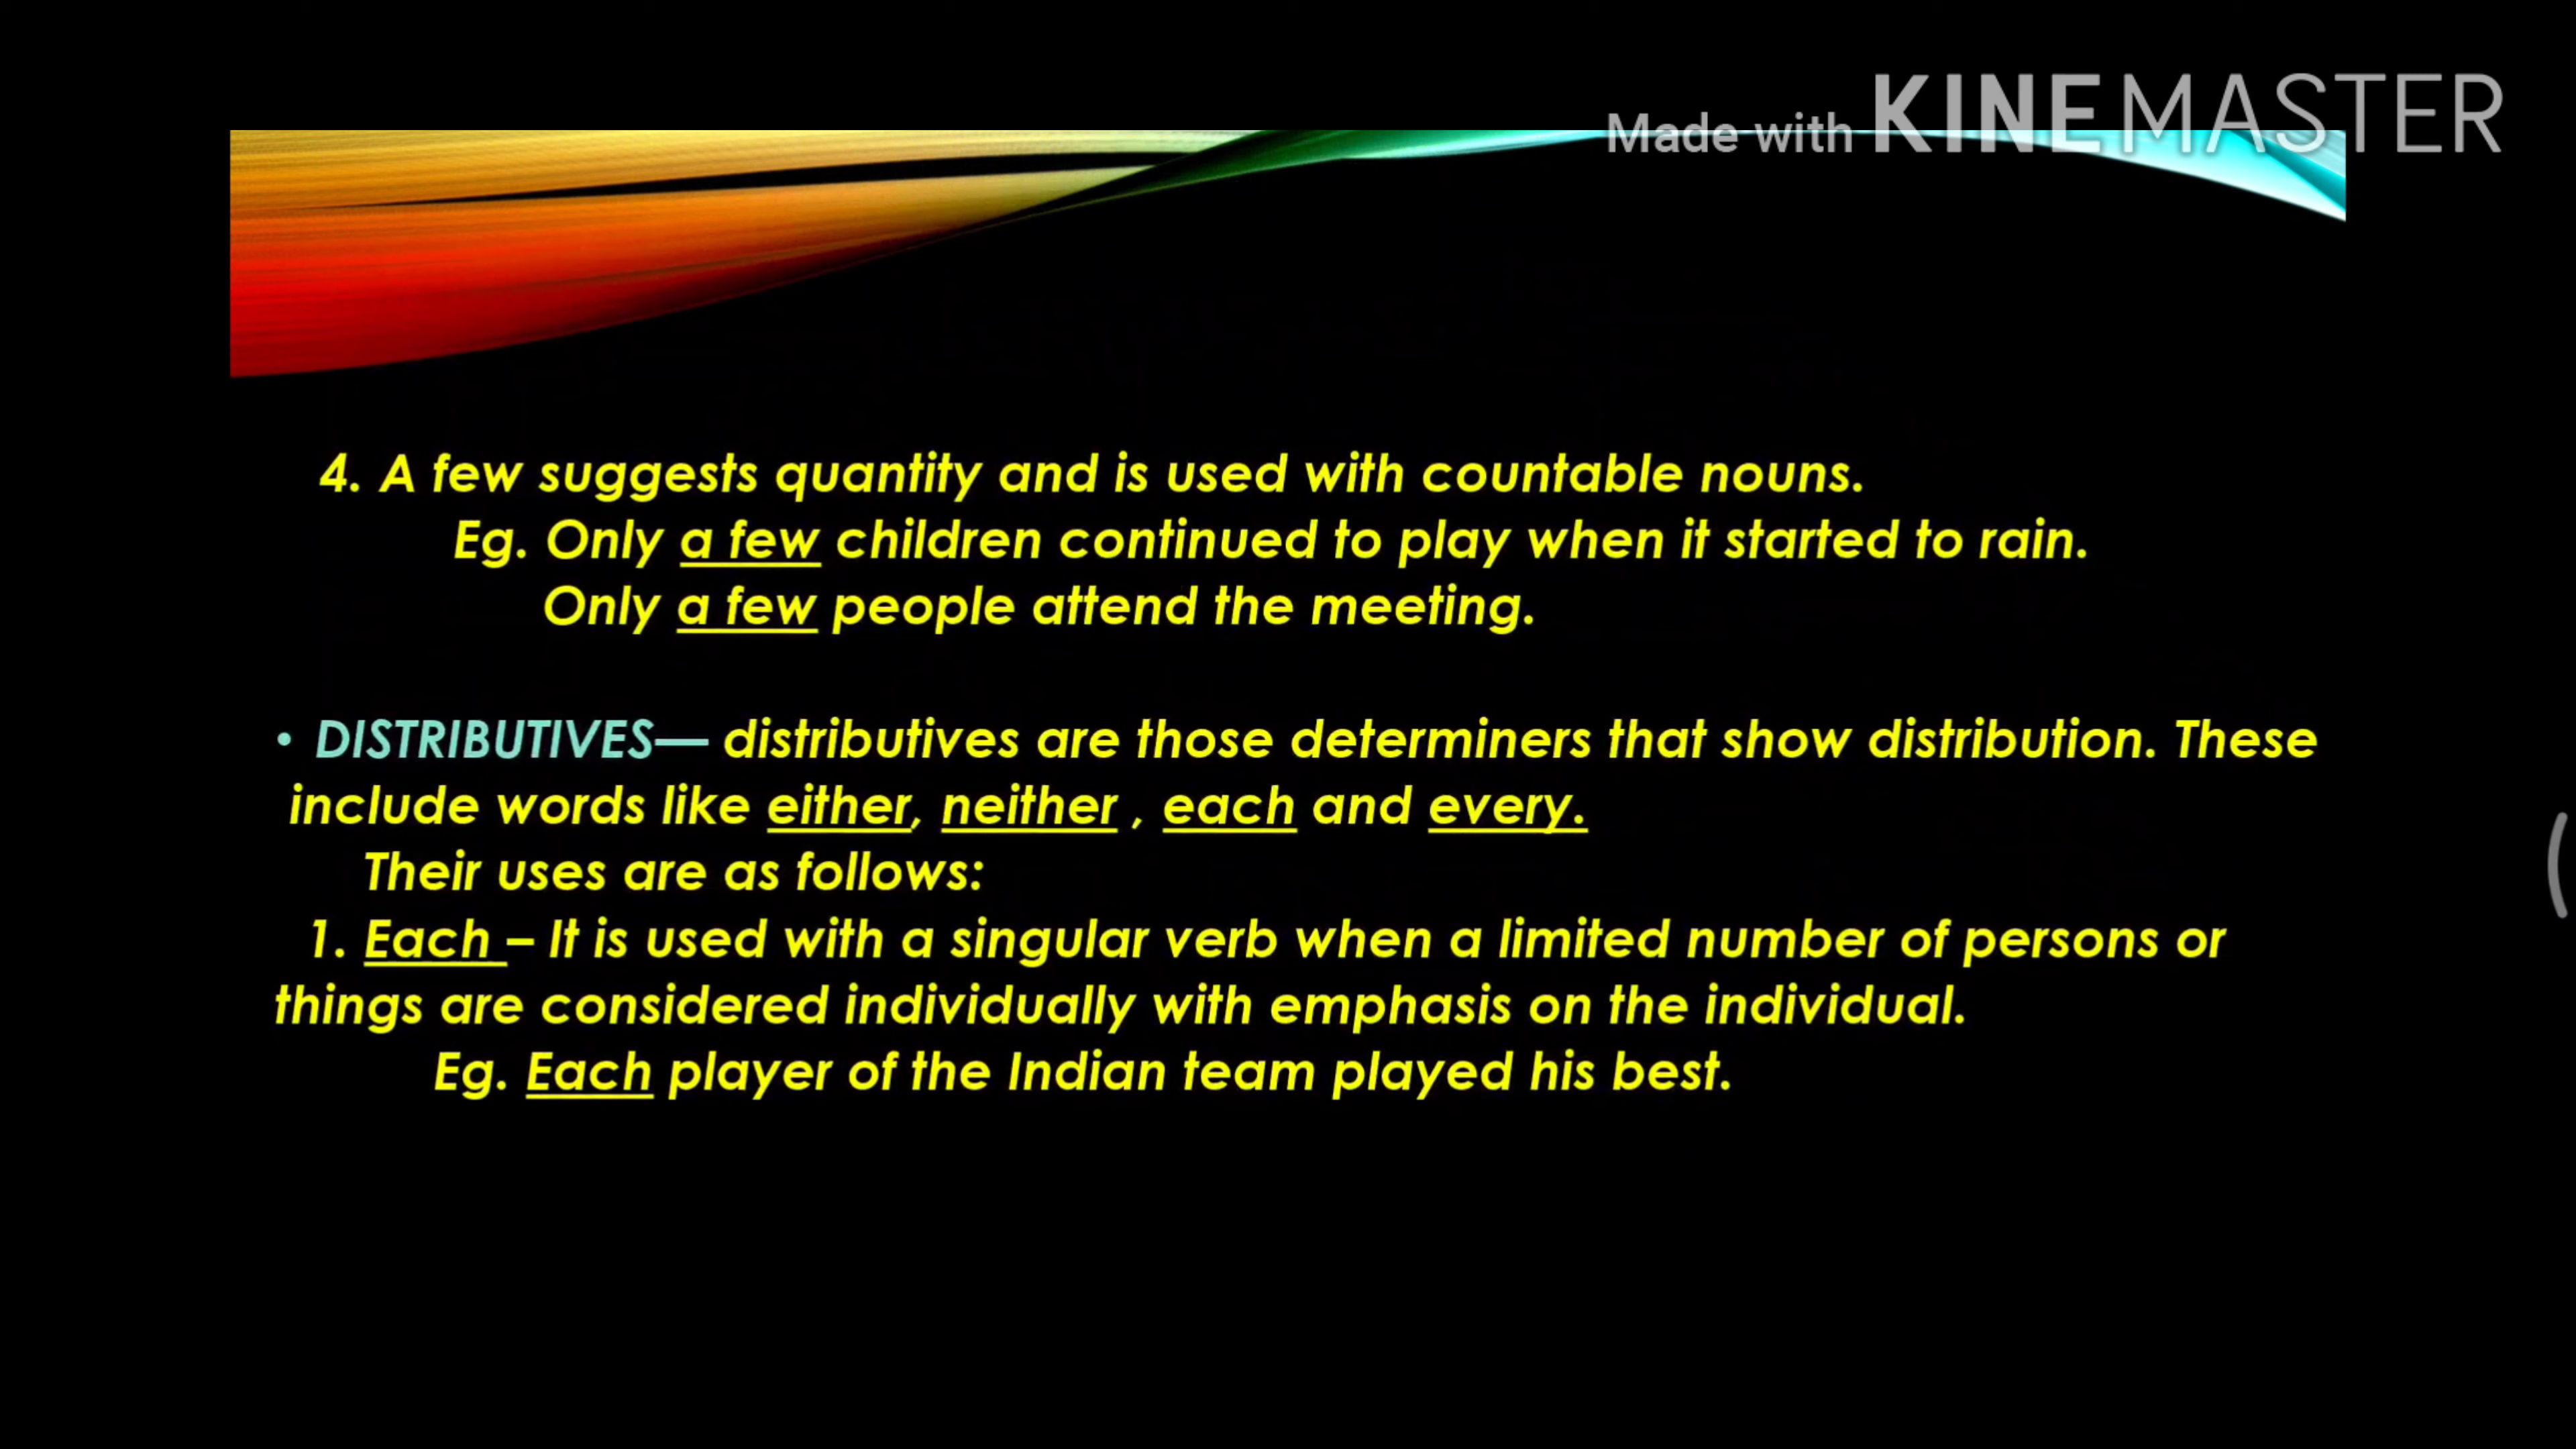 Made with KINEMASTER
4. A few suggests quantity and is used with countable nouns.
Eg. Only a few children continued to play when it started to rain.
Only a few people attend the meeting.
• DISTRIBUTIVES— distributives are those determiners that show distribution. These
include words like either, neither , each and every.
Their uses are as follows:
1. Each – It is used with a singular verb when a limited number of persons or
things are considered individually with emphasis on the individual.
Eg. Each player of the Indian team played his best.